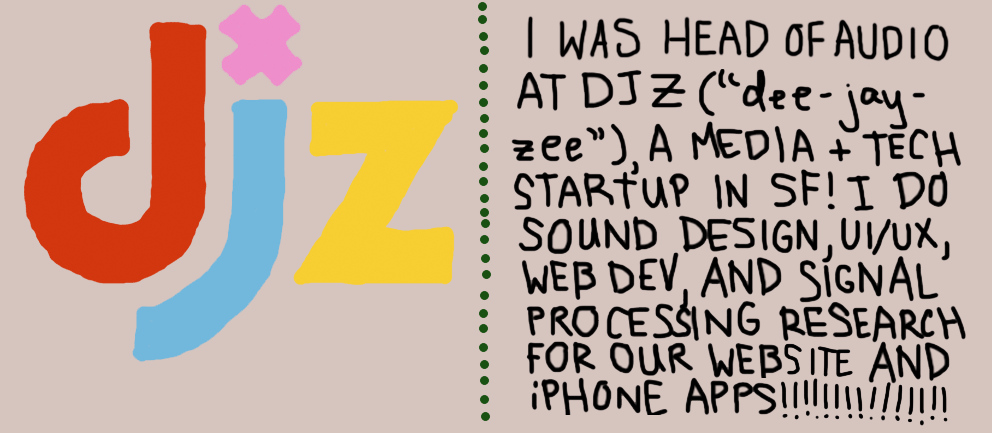 djz
I WAS HEAD OF AUDIO
AT DJZ ("dee-jay-
zee"), A MEDIA + TECH
STARTUP IN SF! I DO
SOUND DESIGN, UI/UX,
WEB DEV, AND SIGNAL
PROCESSING RESEARCH
FOR OUR WEBSITE AND
iPHONE APPS!!!!!!!!!!!!!!